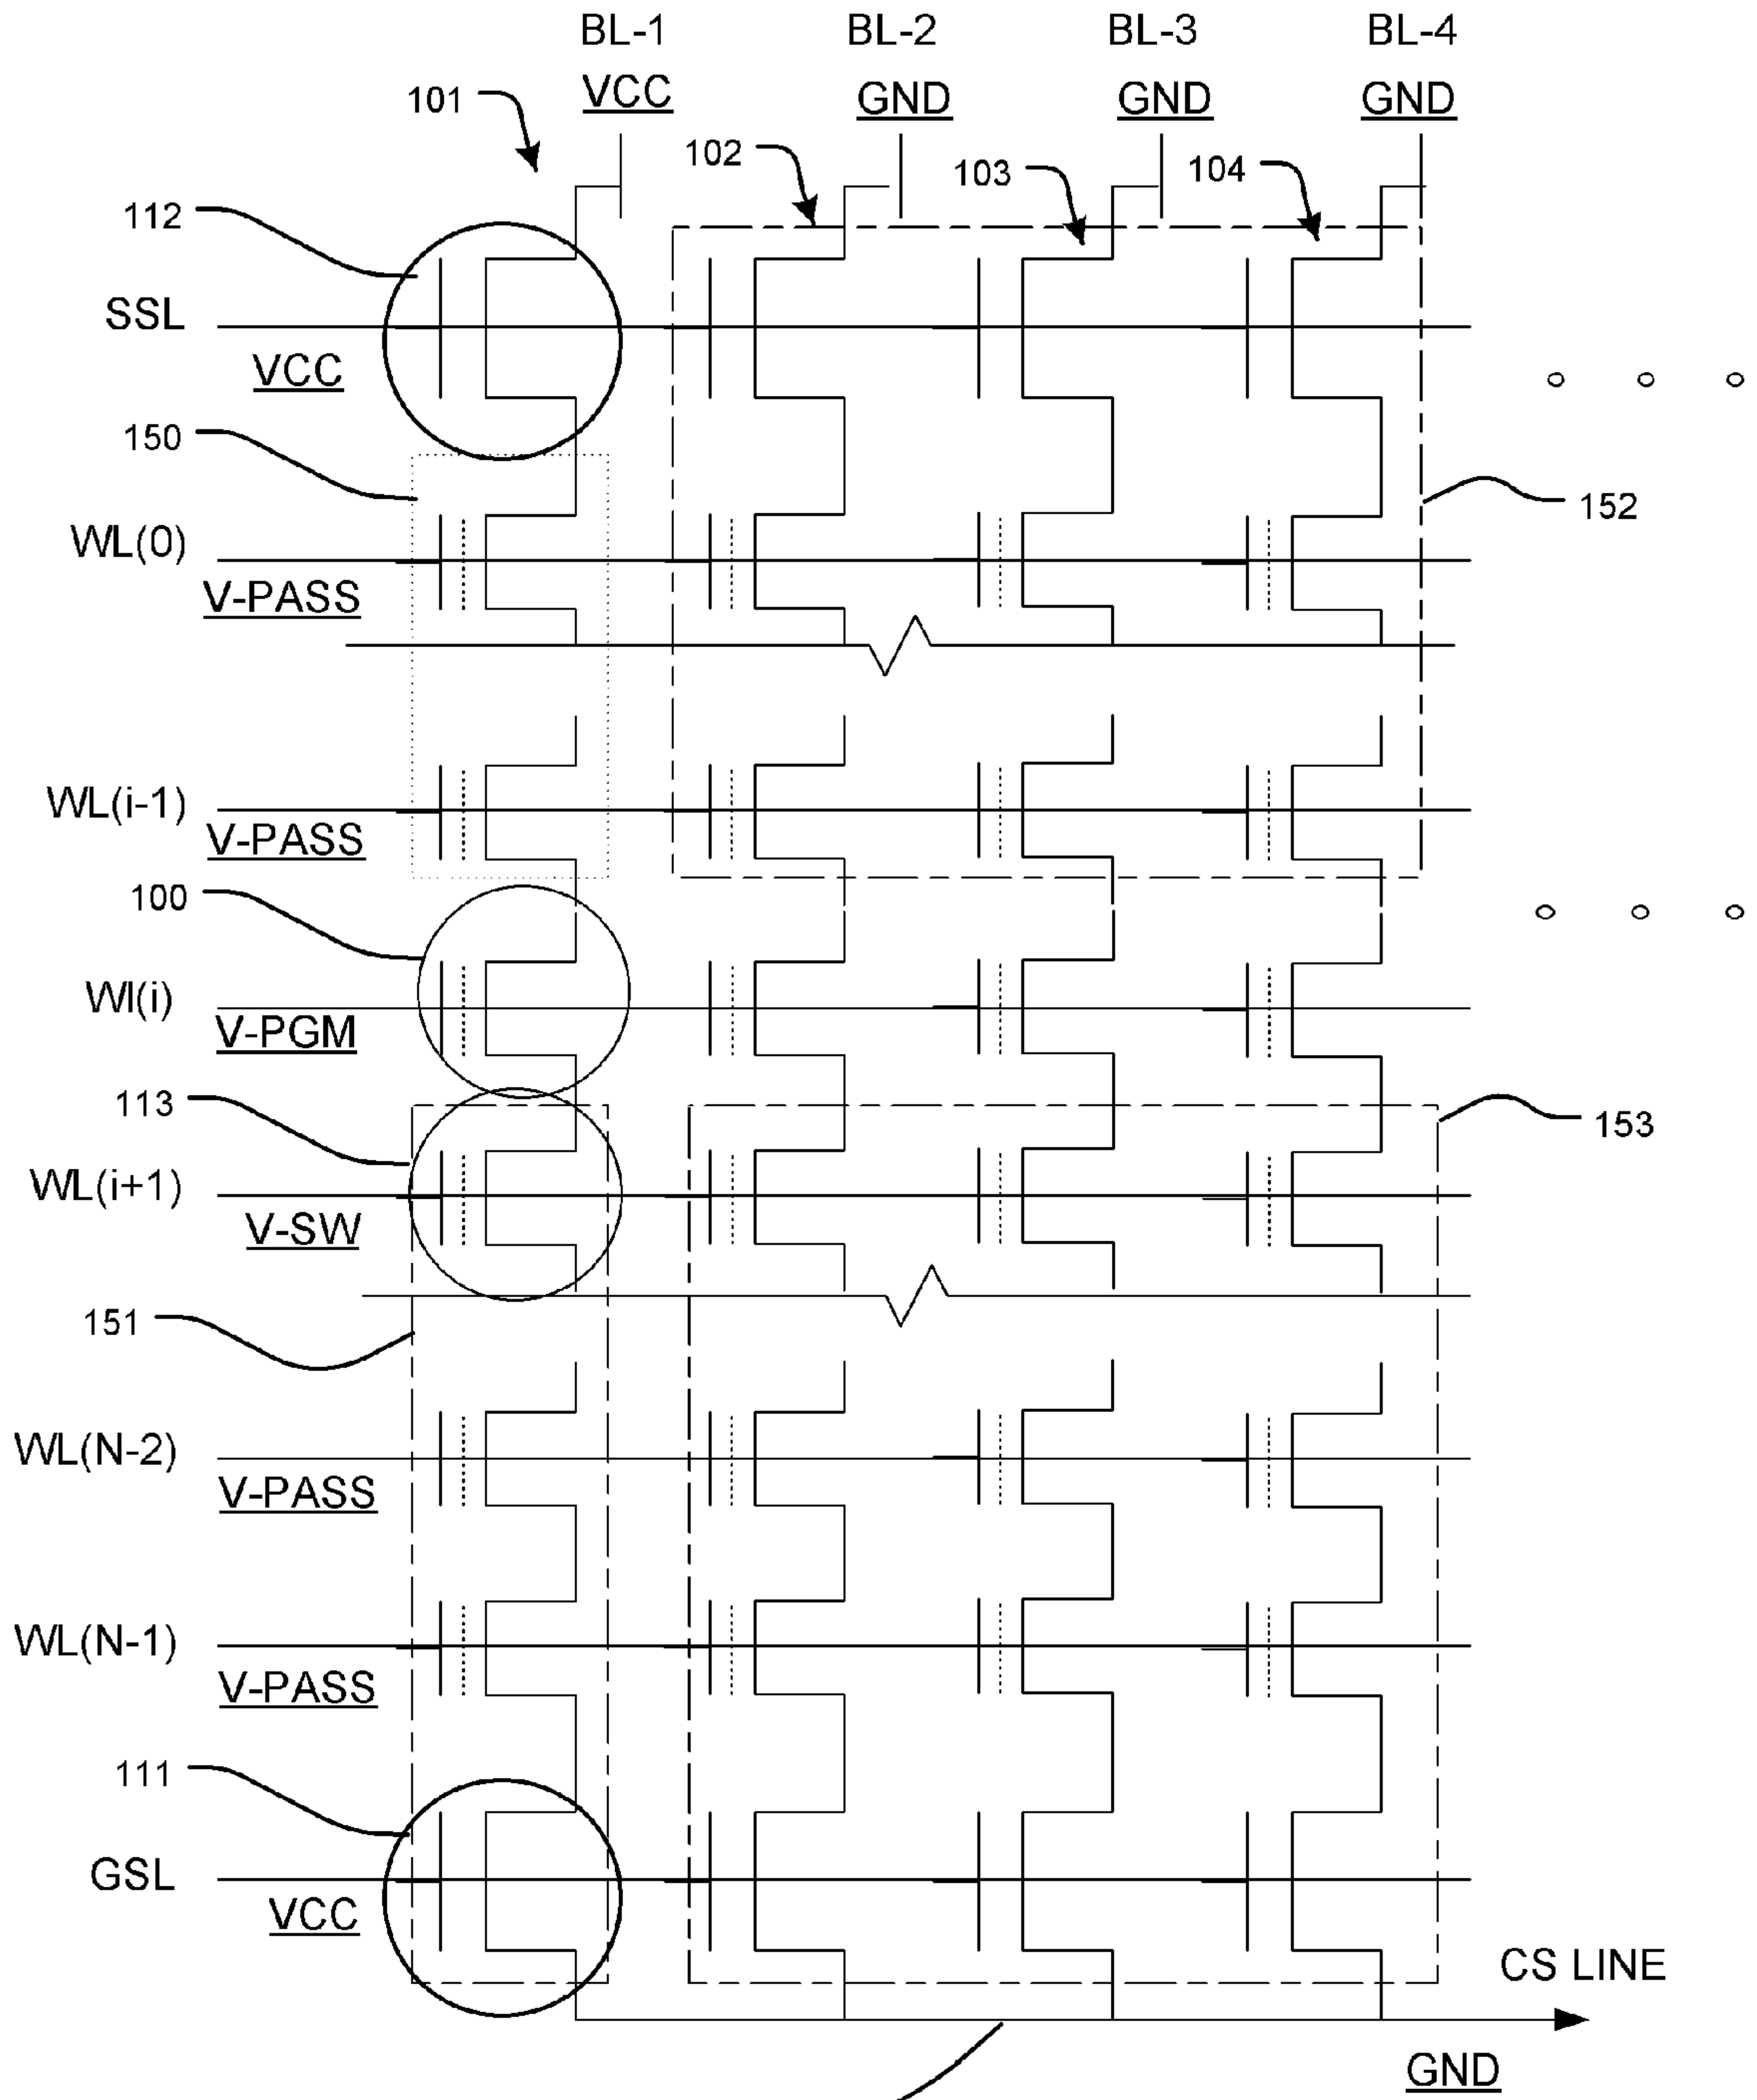 BL-1 BL-2 BL-3 BL-4
VCC GND GND GND
101
102
103
104
112
SSL
VCC
150
152
WL(0)
V-PASS
WL(i-1)
V-PASS
100
Wl(i)
V-PGM
113
153
WL(i+1)
V-SW
151
WL(N-2)
V-PASS
WL(N-1)
V-PASS
111
GSL
VCC
CS LINE
GND